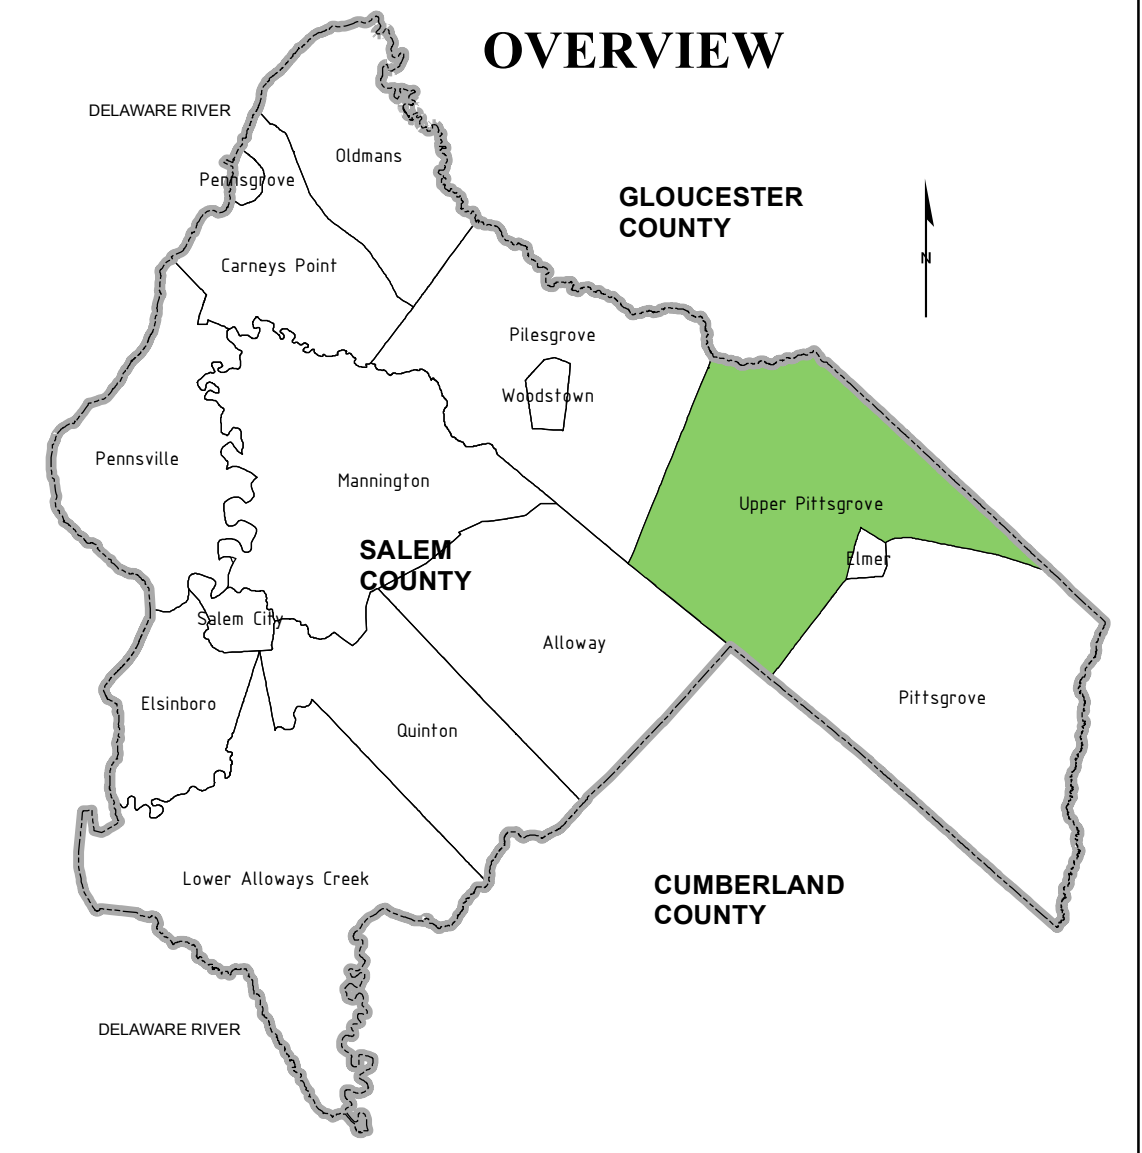 OVERVIEW
DELAWARE RIVER
Oldmans
Pennsgrove
GLOUCESTER
COUNTY
N
Carneys Point
Pilesgrove
Woodstown
Pennsville
Mannington
Upper Pittsgrove
SALEM
COUNTY
Elmer
Salem City
Alloway
Elsinboro
Pittsgrove
Quinton
Lower Alloways Creek
CUMBERLAND
COUNTY
DELAWARE RIVER